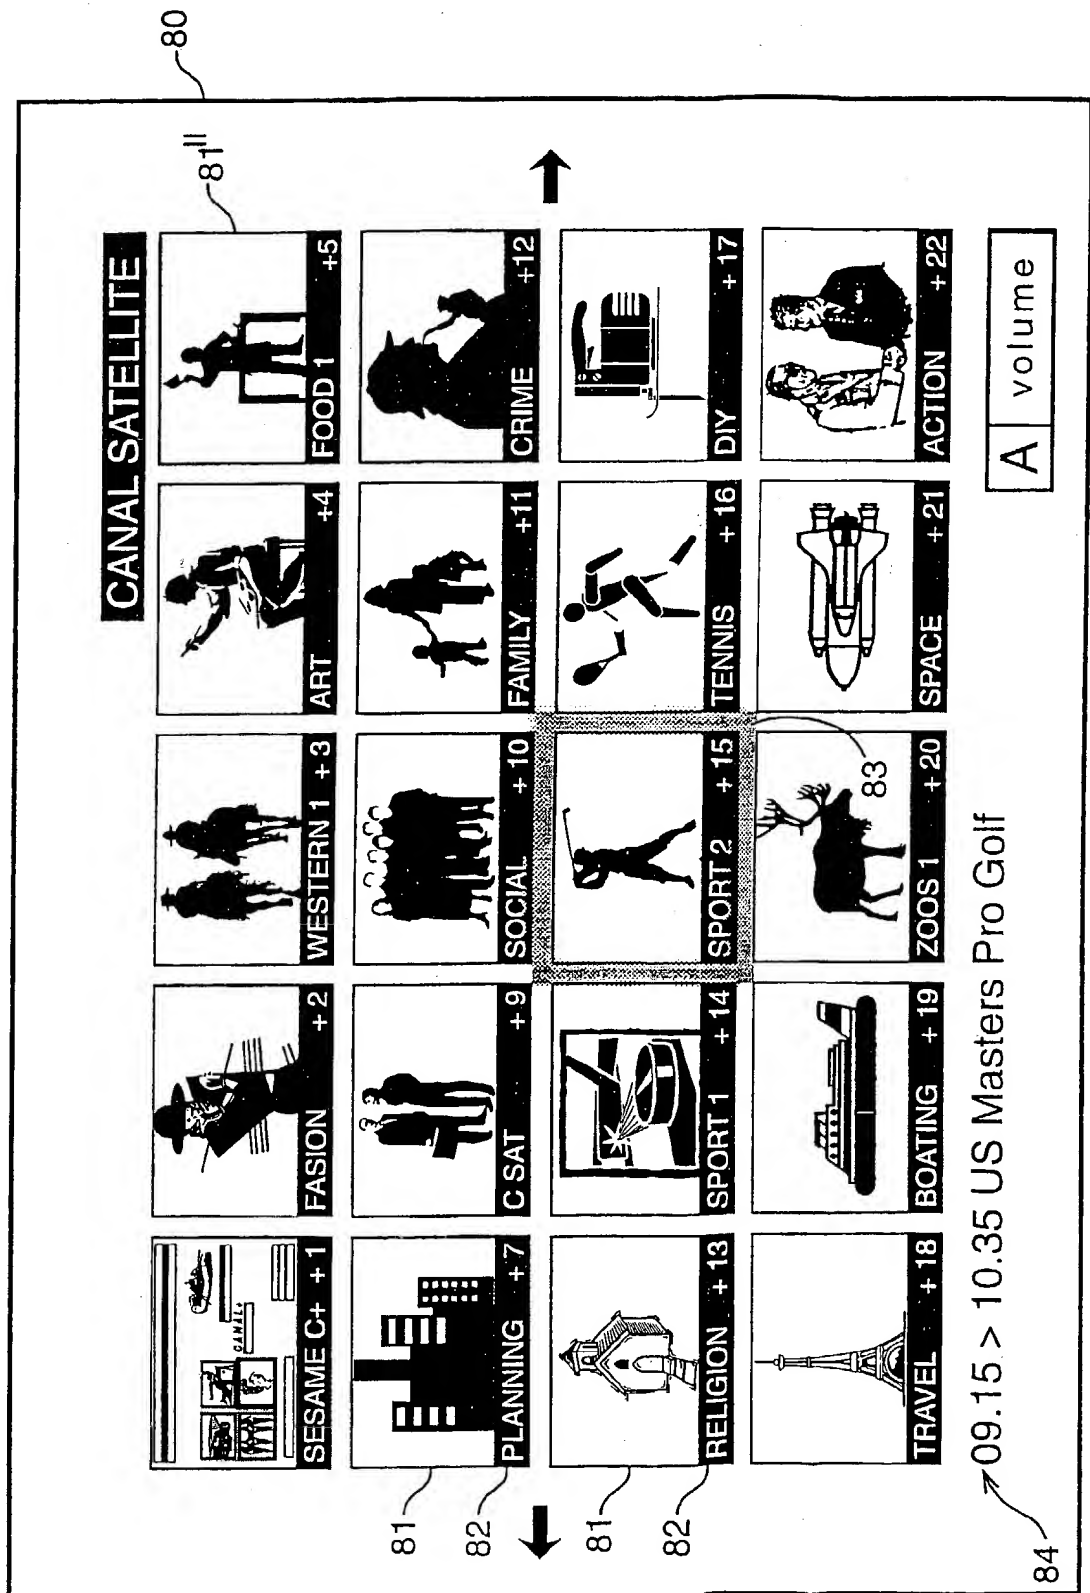 80
CANAL SATELLITE
81"
SESAME C+ + 1
FASION + 2
WESTERN 1 + 3
ART +4
FOOD 1 +5
CANAL+
81
82
PLANNING +7
C SAT + 9
SOCIAL + 10
FAMILY +11
CRIME +12
81
82
RELIGION + 13
SPORT 1 + 14
SPORT 2 + 15
TENNIS + 16
DIY + 17
83
TRAVEL + 18
BOATING + 19
ZOOS 1 + 20
SPACE + 21
ACTION + 22
84
09.15 > 10.35 US Masters Pro Golf
A volume